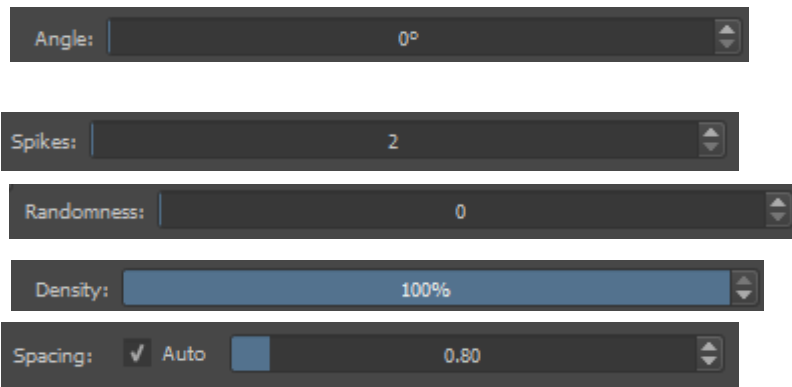 Angle: 0°
Spikes: 2
Randomness: 0
Density: 100%
Spacing: Auto 0.80